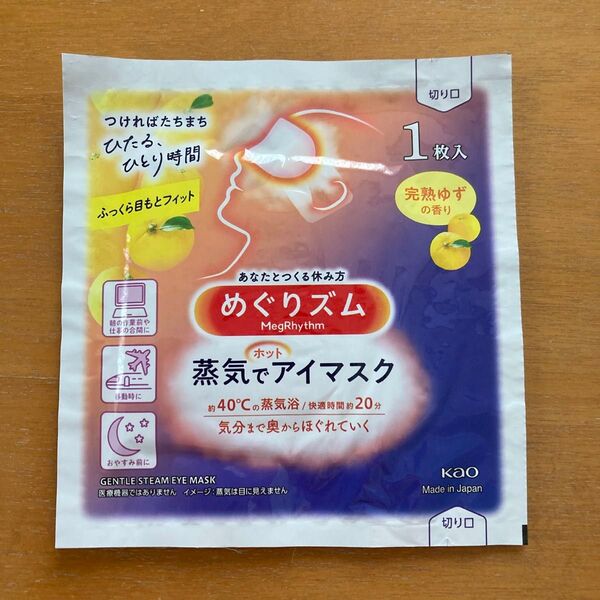 切り口
つければたちまち
ひたる、
ひとり時間
1枚入
ふっくら目もとフィット
完熟ゆず
の香り
あなたとつくる休み方
めぐりズム
MegRhythm
ホット
蒸気でアイマスク
朝の作業前や
仕事の合間に
移動時に
約40℃の蒸気浴/快適時間約20分
気分まで奥からほぐれていく
おやすみ前に
Kao
GENTLE STEAM EYE MASK
Made in Japan
医療機器ではありません イメージ:蒸気は目に見えません
切り口